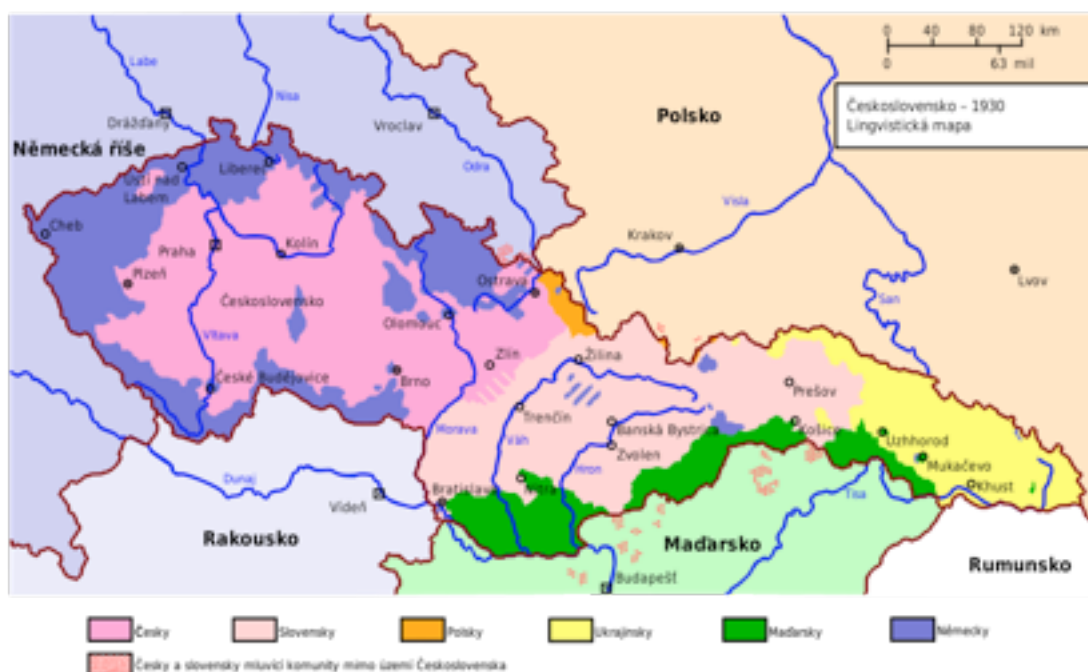 0 40 80 120 km
0 63 mil
Československo – 1930
Lingvistická mapa
Labe
Nisa
Drážďany
Vroclav
Polsko
Německá říše
Liberec
Ústí nad
Labem
Odra
Visla
Cheb
Praha
Kolín
Krakov
Plzeň
Ostrava
Lvov
Československo
San
Olomouc
Vltava
Zlín
Žilina
České Budějovice
Brno
Prešov
Trenčín
Morava
Váh
Banská Bystrica
Košice
Užhhorod
Zvolen
Hron
Mukačevo
Dunaj
Nitra
Khust
Bratislava
Tisa
Vídeň
Rakousko
Maďarsko
Rumunsko
Budapešť
Česky
Slovensky
Polsky
Ukrajinsky
Maďarsky
Německy
Česky a slovensky mluvící komunity mimo území Československa